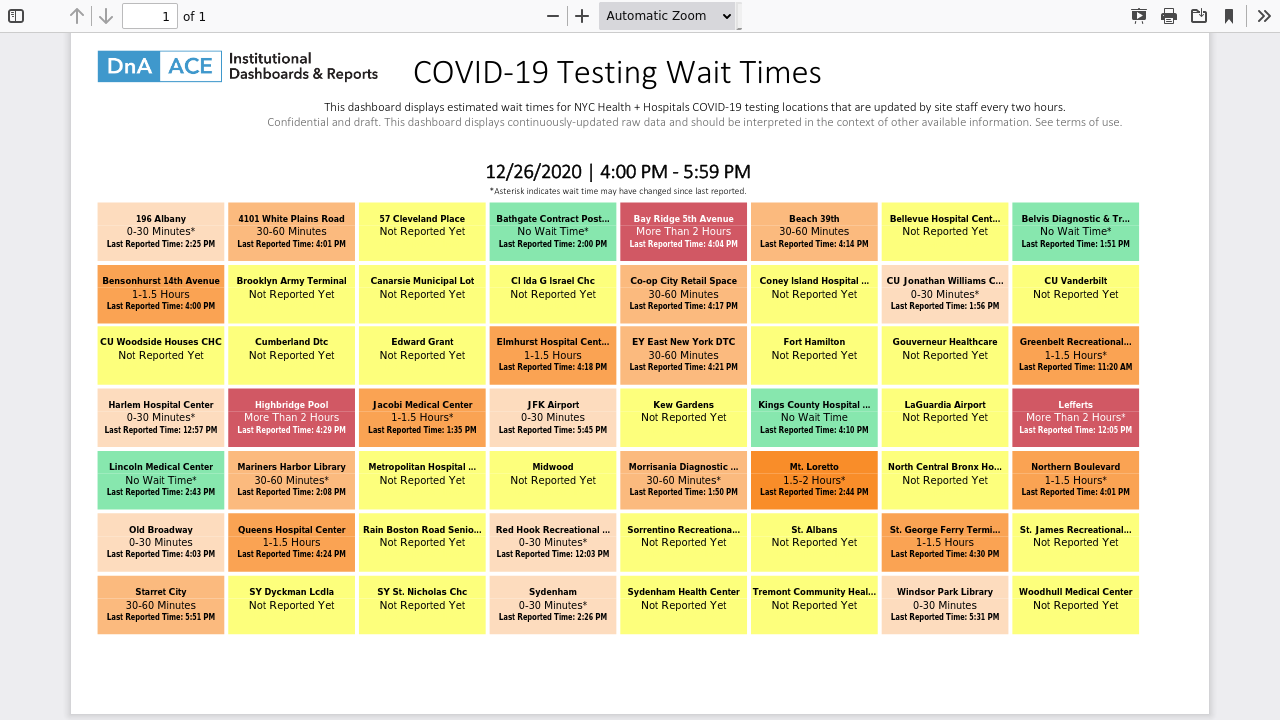 1 of 1
Automatic Zoom
DnA ACE Institutional
Dashboards & Reports
COVID-19 Testing Wait Times
This dashboard displays estimated wait times for NYC Health + Hospitals COVID-19 testing locations that are updated by site staff every two hours.
Confidential and draft. This dashboard displays continuously-updated raw data and should be interpreted in the context of other available information. See terms of use.
12/26/2020 | 4:00 PM - 5:59 PM
*Asterisk indicates wait time may have changed since last reported.
196 Albany
0-30 Minutes*
Last Reported Time: 2:25 PM
4101 White Plains Road
30-60 Minutes
Last Reported Time: 4:01 PM
57 Cleveland Place
Not Reported Yet
Bathgate Contract Post...
No Wait Time*
Last Reported Time: 2:00 PM
Bay Ridge 5th Avenue
More Than 2 Hours
Last Reported Time: 4:04 PM
Beach 39th
30-60 Minutes
Last Reported Time: 4:14 PM
Bellevue Hospital Cent...
Not Reported Yet
Belvis Diagnostic & Tr...
No Wait Time*
Last Reported Time: 1:51 PM
Bensonhurst 14th Avenue
1-1.5 Hours
Last Reported Time: 4:00 PM
Brooklyn Army Terminal
Not Reported Yet
Canarsie Municipal Lot
Not Reported Yet
CI Ida G Israel Chc
Not Reported Yet
Co-op City Retail Space
30-60 Minutes
Last Reported Time: 4:17 PM
Coney Island Hospital ...
Not Reported Yet
CU Jonathan Williams C...
0-30 Minutes*
Last Reported Time: 1:56 PM
CU Vanderbilt
Not Reported Yet
CU Woodside Houses CHC
Not Reported Yet
Cumberland Dtc
Not Reported Yet
Edward Grant
Not Reported Yet
Elmhurst Hospital Cent...
1-1.5 Hours
Last Reported Time: 4:18 PM
EY East New York DTC
30-60 Minutes
Last Reported Time: 4:21 PM
Fort Hamilton
Not Reported Yet
Gouverneur Healthcare
Not Reported Yet
Greenbelt Recreational...
1-1.5 Hours*
Last Reported Time: 11:20 AM
Harlem Hospital Center
0-30 Minutes*
Last Reported Time: 12:57 PM
Highbridge Pool
More Than 2 Hours
Last Reported Time: 4:29 PM
Jacobi Medical Center
1-1.5 Hours*
Last Reported Time: 1:35 PM
JFK Airport
0-30 Minutes
Last Reported Time: 5:45 PM
Kew Gardens
Not Reported Yet
Kings County Hospital ...
No Wait Time
Last Reported Time: 4:10 PM
LaGuardia Airport
Not Reported Yet
Lefferts
More Than 2 Hours*
Last Reported Time: 12:05 PM
Lincoln Medical Center
No Wait Time*
Last Reported Time: 2:43 PM
Mariners Harbor Library
30-60 Minutes*
Last Reported Time: 2:08 PM
Metropolitan Hospital ...
Not Reported Yet
Midwood
Not Reported Yet
Morrisania Diagnostic ...
30-60 Minutes*
Last Reported Time: 1:50 PM
Mt. Loretto
1.5-2 Hours*
Last Reported Time: 2:44 PM
North Central Bronx Ho...
Not Reported Yet
Northern Boulevard
1-1.5 Hours*
Last Reported Time: 4:01 PM
Old Broadway
0-30 Minutes
Last Reported Time: 4:03 PM
Queens Hospital Center
1-1.5 Hours
Last Reported Time: 4:24 PM
Rain Boston Road Senio...
Not Reported Yet
Red Hook Recreational ...
0-30 Minutes*
Last Reported Time: 12:03 PM
Sorrentino Recreationa...
Not Reported Yet
St. Albans
Not Reported Yet
St. George Ferry Termi...
1-1.5 Hours
Last Reported Time: 4:30 PM
St. James Recreational...
Not Reported Yet
Starret City
30-60 Minutes
Last Reported Time: 5:51 PM
SY Dyckman Lcdla
Not Reported Yet
SY St. Nicholas Chc
Not Reported Yet
Sydenham
0-30 Minutes*
Last Reported Time: 2:26 PM
Sydenham Health Center
Not Reported Yet
Tremont Community Heal...
Not Reported Yet
Windsor Park Library
0-30 Minutes
Last Reported Time: 5:31 PM
Woodhull Medical Center
Not Reported Yet